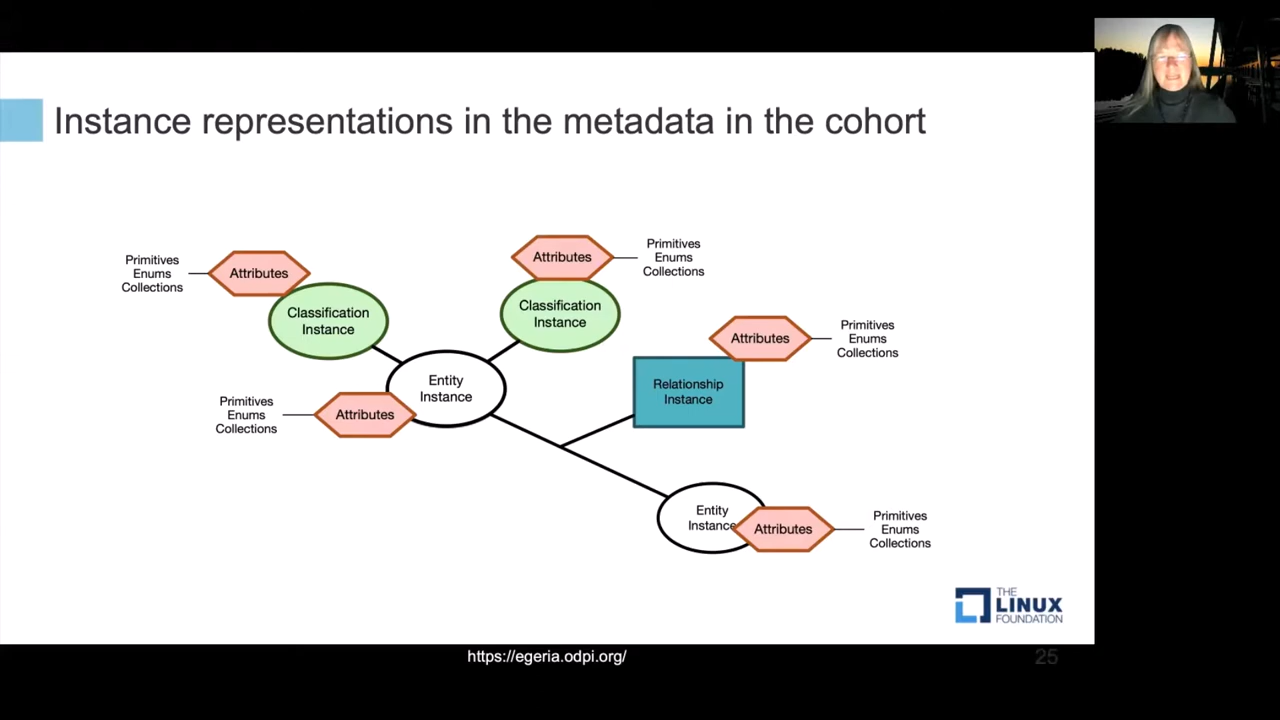 Instance representations in the metadata in the cohort
Primitives
Enums
Collections
Attributes
Classification
Instance
Attributes
Primitives
Enums
Collections
Classification
Instance
Attributes
Primitives
Enums
Collections
Relationship
Instance
Entity
Instance
Primitives
Enums
Collections
Attributes
Entity
Instance
Attributes
Primitives
Enums
Collections
THE
LINUX
FOUNDATION
https://egeria.odpi.org/
25